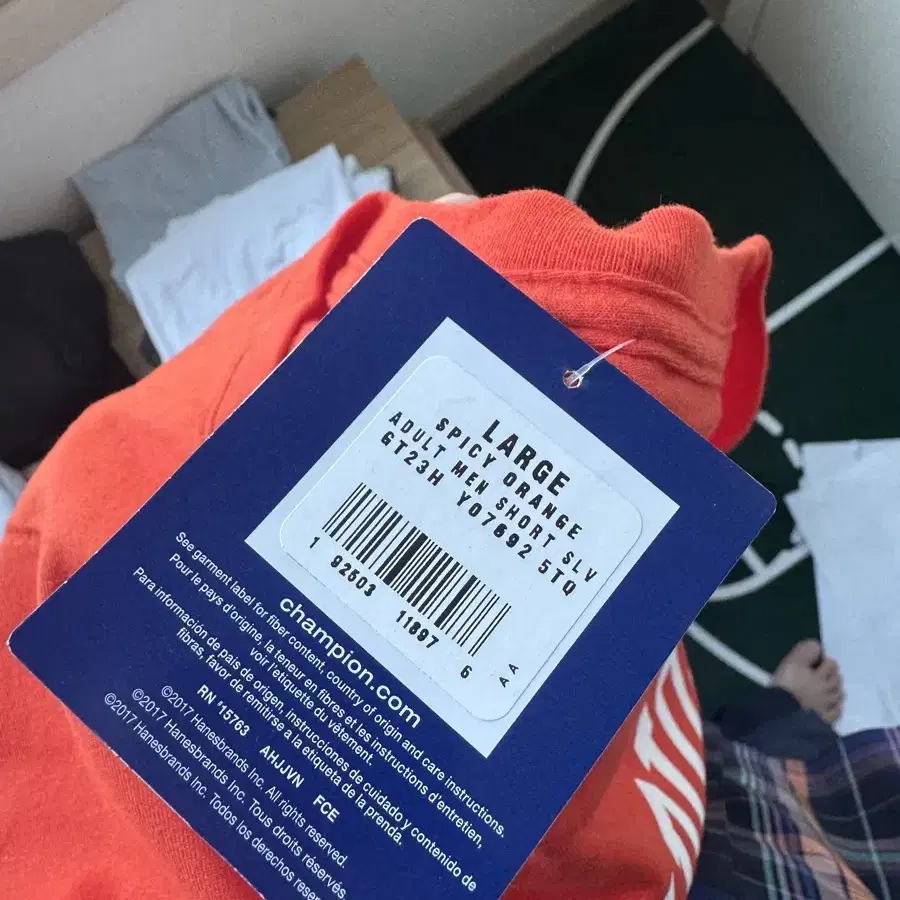 LARGE
SPICY ORANGE
ADULT MEN SHORT SLV
GT23H Y07692 5TQ
1 92503 11897 6
AA
champion.com
See garment label for fiber content, country of origin and care instructions.
Pour le pays d'origine, la teneur en fibres et les instructions d'entretien,
voir l'etiquette du vêtement.
Para información de pais de origen, instrucciones de cuidado y contenido de
fibras, favor de remitirse a la etiqueta de la prenda.
RN #15763 AHJJVN FCE
©2017 Hanesbrands Inc. All rights reserved.
©2017 Hanesbrands Inc. Tous droits réservés
©2017 Hanesbrands Inc. Todos los derechos reser